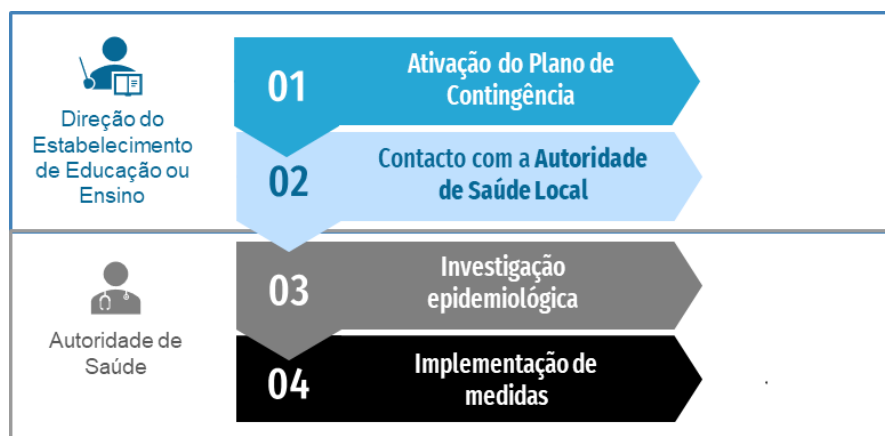 Direção do
Estabelecimento
de Educação ou
Ensino
01
Ativação do Plano de
Contingência
02
Contacto com a Autoridade
de Saúde Local
Autoridade de
Saúde
03
Investigação
epidemiológica
04
Implementação de
medidas
.